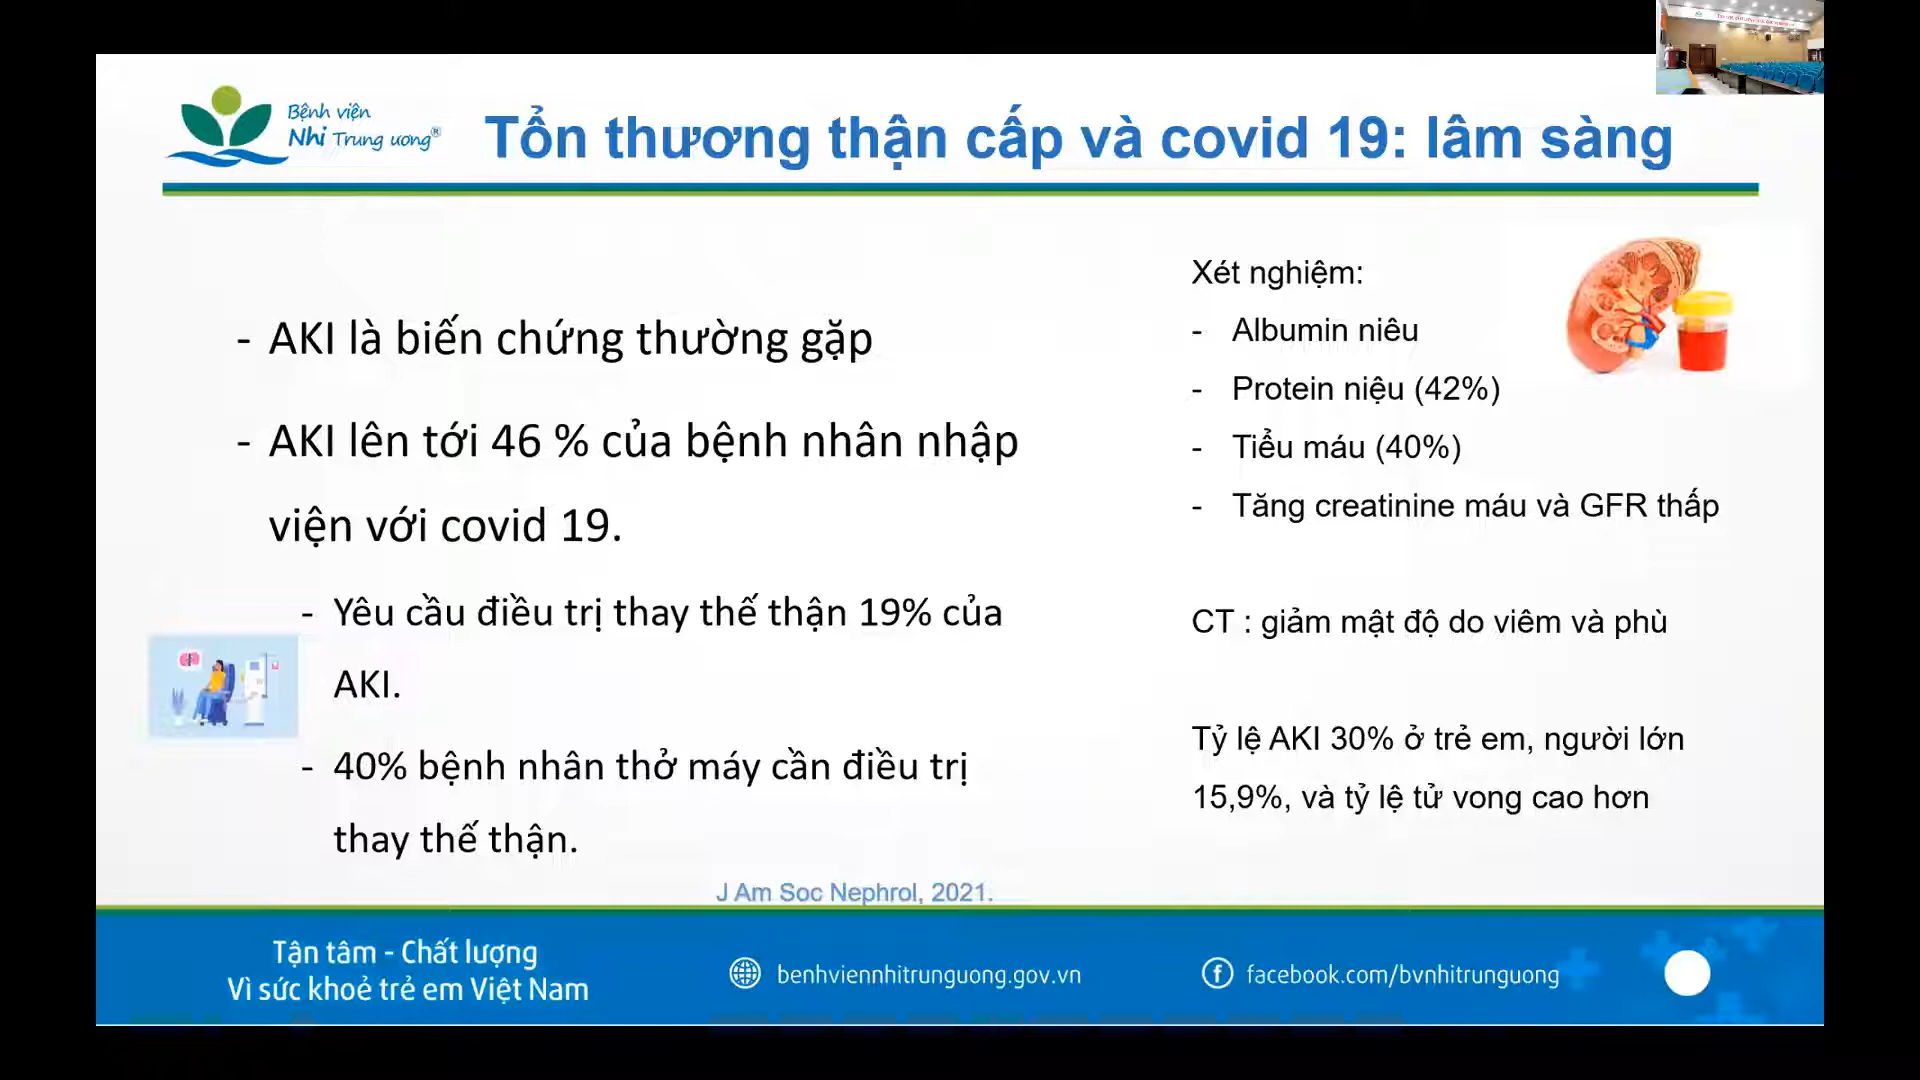 Bệnh viện
Nhi Trung ương®
Tổn thương thận cấp và covid 19: lâm sàng
- AKI là biến chứng thường gặp
- AKI lên tới 46 % của bệnh nhân nhập
viện với covid 19.
- Yêu cầu điều trị thay thế thận 19% của
AKI.
- 40% bệnh nhân thở máy cần điều trị
thay thế thận.
Xét nghiệm:
- Albumin niêu
- Protein niệu (42%)
- Tiểu máu (40%)
- Tăng creatinine máu và GFR thấp
CT : giảm mật độ do viêm và phù
Tỷ lệ AKI 30% ở trẻ em, người lớn
15,9%, và tỷ lệ tử vong cao hơn
J Am Soc Nephrol, 2021.
Tận tâm - Chất lượng
Vì sức khoẻ trẻ em Việt Nam
benhviennhitrunguong.gov.vn
facebook.com/bvnhitrunguong